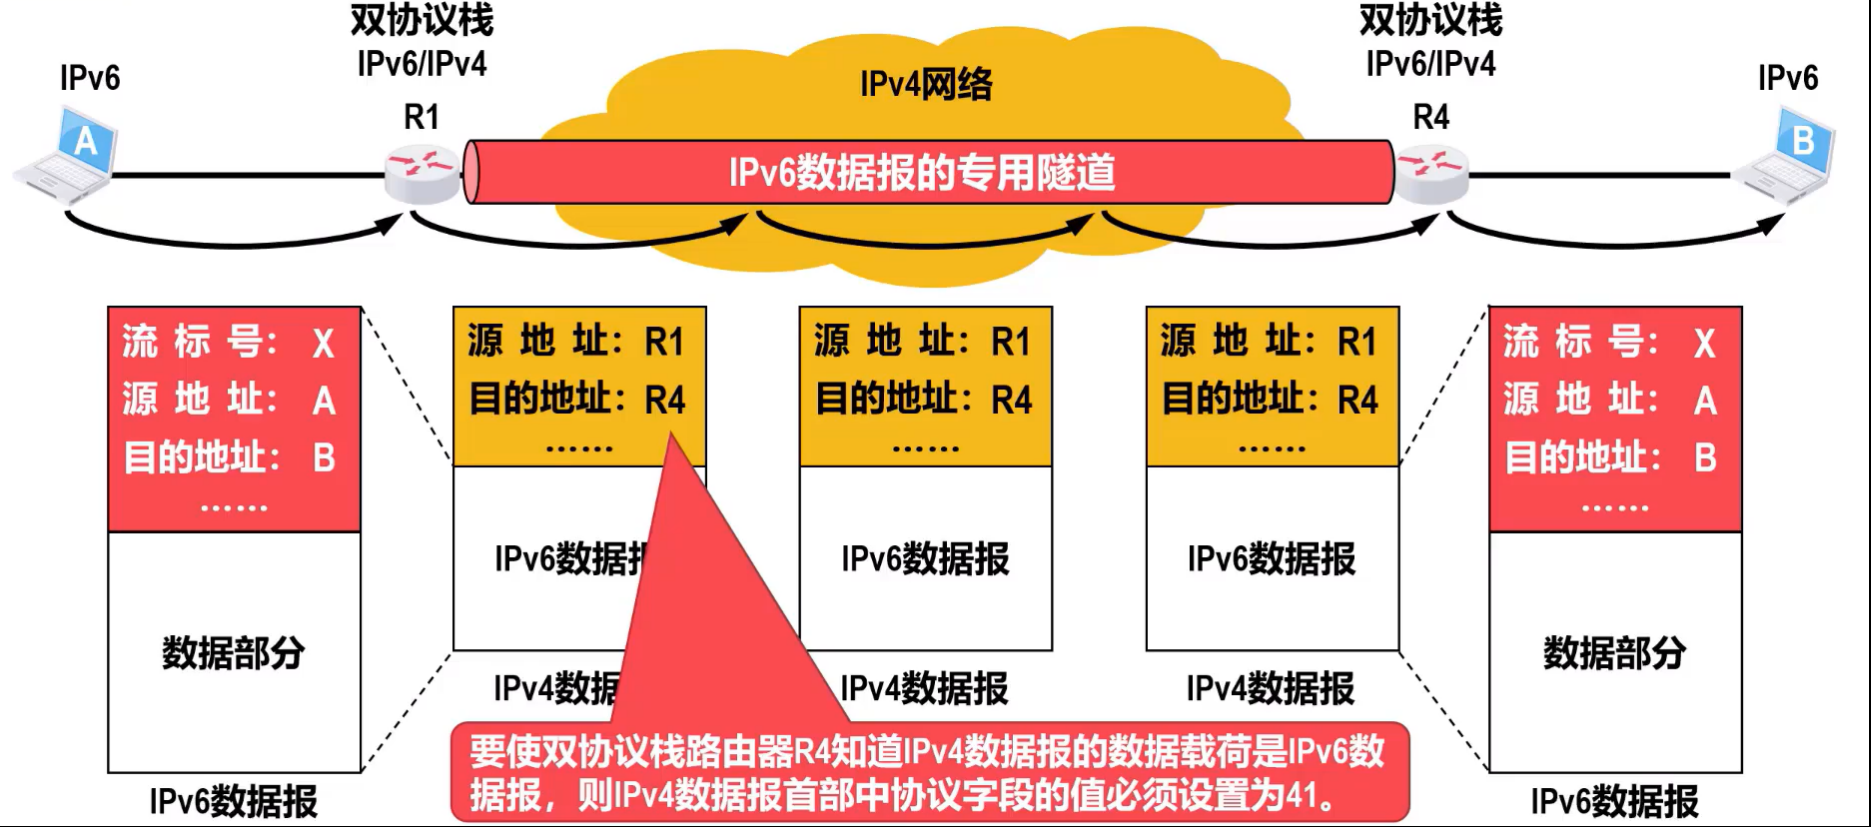 双协议栈
IPv6/IPv4
R1
双协议栈
IPv6/IPv4
R4
IPv6
IPv4网络
IPv6
A
IPv6数据报的专用隧道
B
流 标 号： X
源 地 址： A
目的地址： B
……
数据部分
IPv6数据报
源 地 址：R1
目的地址：R4
……
IPv6数据报
IPv4数据
源 地 址：R1
目的地址：R4
……
IPv6数据报
IPv4数据报
源 地 址：R1
目的地址：R4
……
IPv6数据报
IPv4数据报
流 标 号： X
源 地 址： A
目的地址： B
……
数据部分
IPv6数据报
要使双协议栈路由器R4知道IPv4数据报的数据载荷是IPv6数
据报，则IPv4数据报首部中协议字段的值必须设置为41。